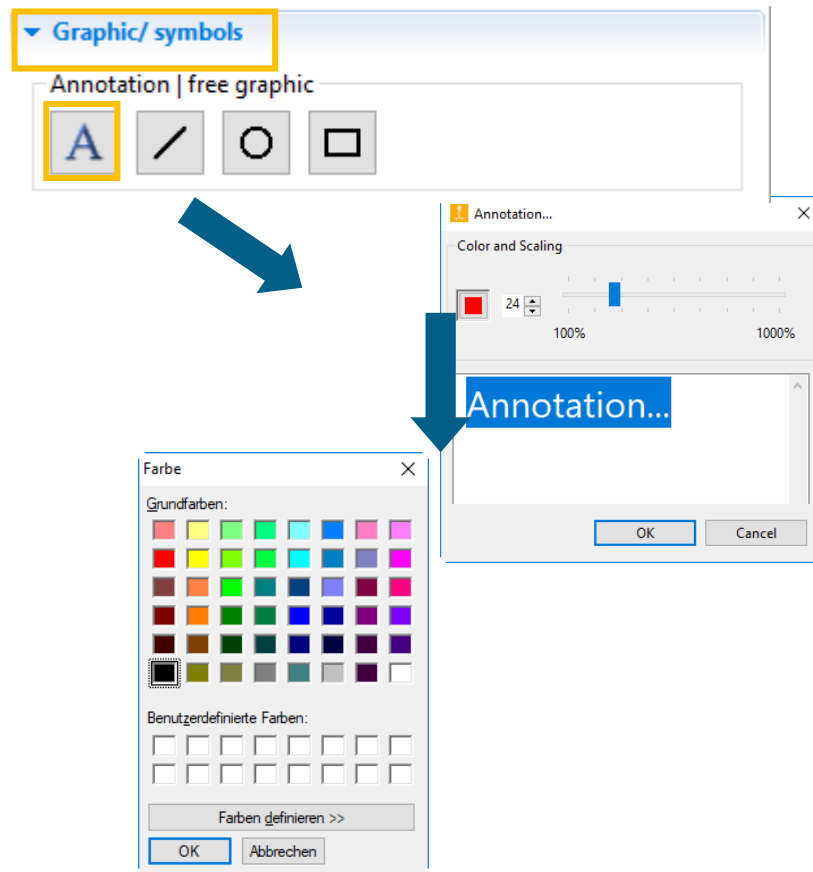 Graphic/ symbols
Annotation | free graphic
A
Annotation...
Color and Scaling
24
100% 1000%
Annotation...
OK Cancel
Farbe
Grundfarben:
Benutzerdefinierte Farben:
Farben definieren >>
OK Abbrechen